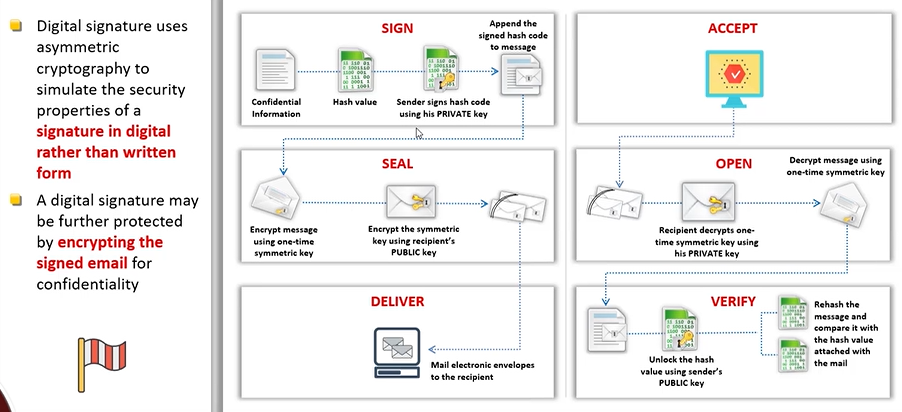 Digital signature uses
asymmetric
cryptography to
simulate the security
properties of a
signature in digital
rather than written
form
A digital signature may
be further protected
by encrypting the
signed email for
confidentiality
SIGN
Append the
signed hash code
to message
Confidential
Information
Hash value
Sender signs hash code
using his PRIVATE key
SEAL
Encrypt message
using one-time
symmetric key
Encrypt the symmetric
key using recipient's
PUBLIC key
DELIVER
Mail electronic envelopes
to the recipient
ACCEPT
OPEN
Decrypt message using
one-time symmetric key
Recipient decrypts one-
time symmetric key using
his PRIVATE key
VERIFY
Unlock the hash
value using sender's
PUBLIC key
Rehash the
message and
compare it with
the hash value
attached with
the mail